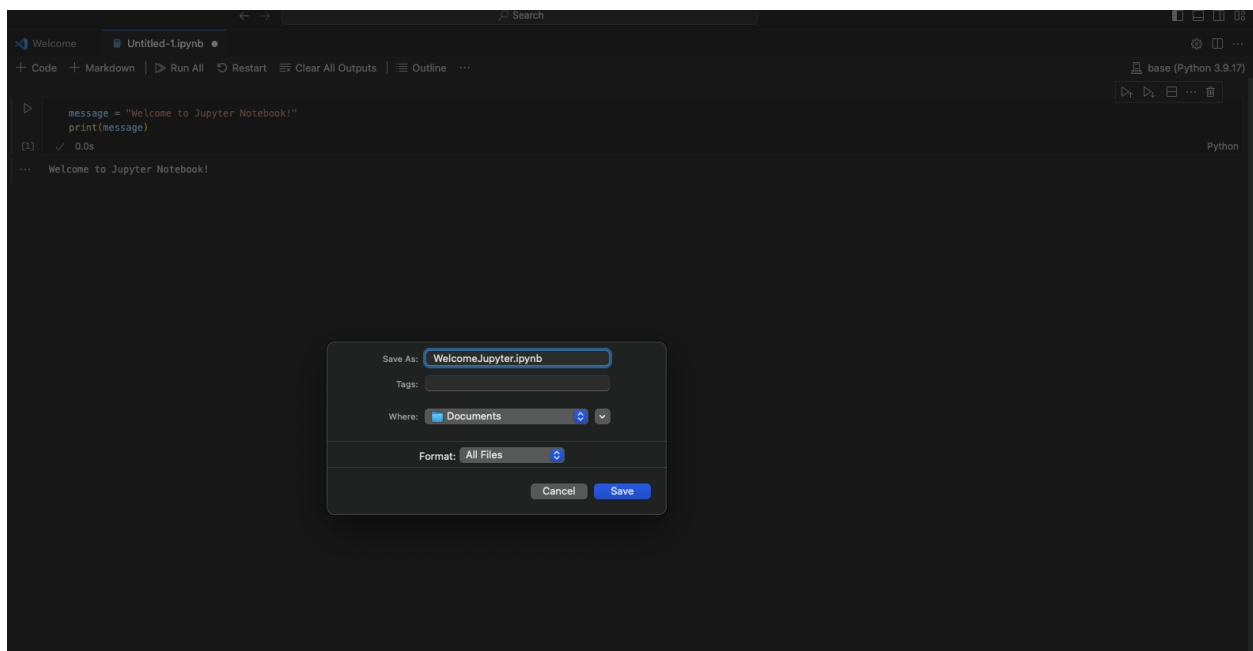 Search
Welcome Untitled-1.ipynb
Code Markdown Run All Restart Clear All Outputs Outline ... base (Python 3.9.17)
message = "Welcome to Jupyter Notebook!"
print(message)
[1] 0.0s Python
Welcome to Jupyter Notebook!
Save As: WelcomeJupyter.ipynb
Tags:
Where: Documents
Format: All Files
Cancel Save